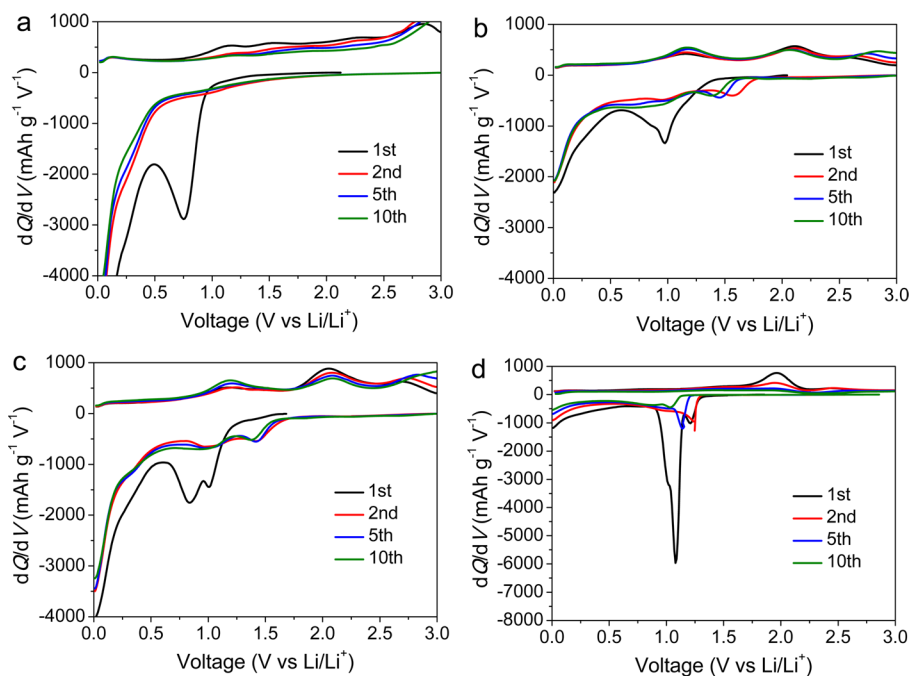 a
1000
0
-1000
-2000
-3000
-4000
dQ/dV (mAh g⁻¹ V⁻¹)
1st
2nd
5th
10th
0.0 0.5 1.0 1.5 2.0 2.5 3.0
Voltage (V vs Li/Li⁺)
b
1000
0
-1000
-2000
-3000
-4000
dQ/dV (mAh g⁻¹ V⁻¹)
1st
2nd
5th
10th
0.0 0.5 1.0 1.5 2.0 2.5 3.0
Voltage (V vs Li/Li⁺)
c
1000
0
-1000
-2000
-3000
-4000
dQ/dV (mAh g⁻¹ V⁻¹)
1st
2nd
5th
10th
0.0 0.5 1.0 1.5 2.0 2.5 3.0
Voltage (V vs Li/Li⁺)
d
1000
0
-1000
-2000
-3000
-4000
-5000
-6000
-7000
-8000
dQ/dV (mAh g⁻¹ V⁻¹)
1st
2nd
5th
10th
0.0 0.5 1.0 1.5 2.0 2.5 3.0
Voltage (V vs Li/Li⁺)